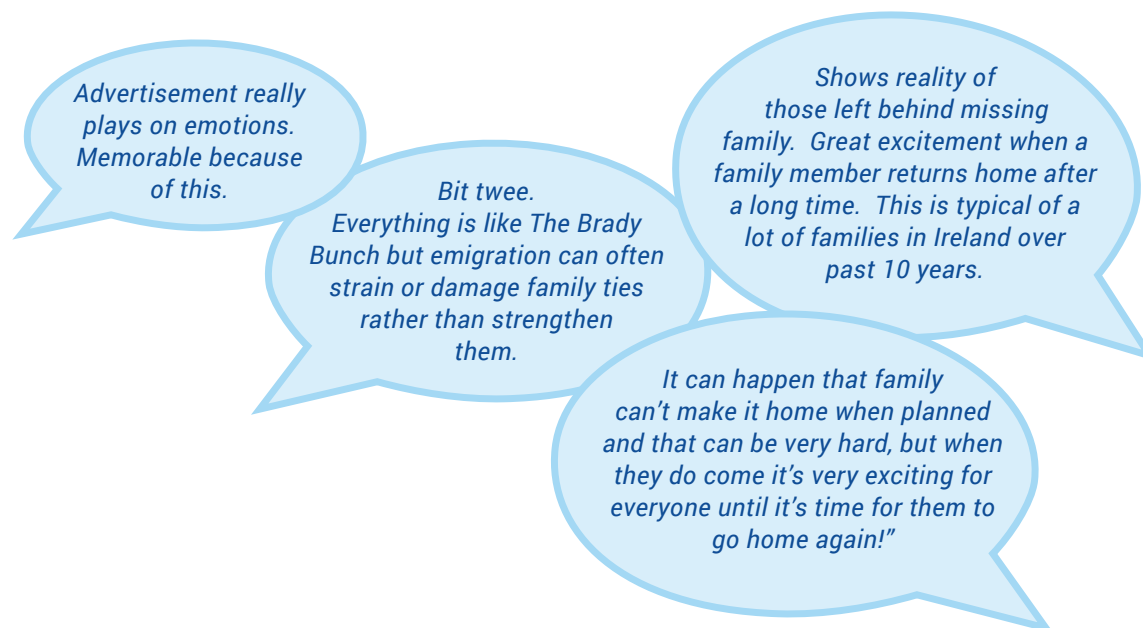 Advertisement really
plays on emotions.
Memorable because
of this.
Bit twee.
Everything is like The Brady
Bunch but emigration can often
strain or damage family ties
rather than strengthen
them.
Shows reality of
those left behind missing
family.  Great excitement when a
family member returns home after
a long time.  This is typical of a
lot of families in Ireland over
past 10 years.
It can happen that family
can’t make it home when planned
and that can be very hard, but when
they do come it’s very exciting for
everyone until it’s time for them to
go home again!”